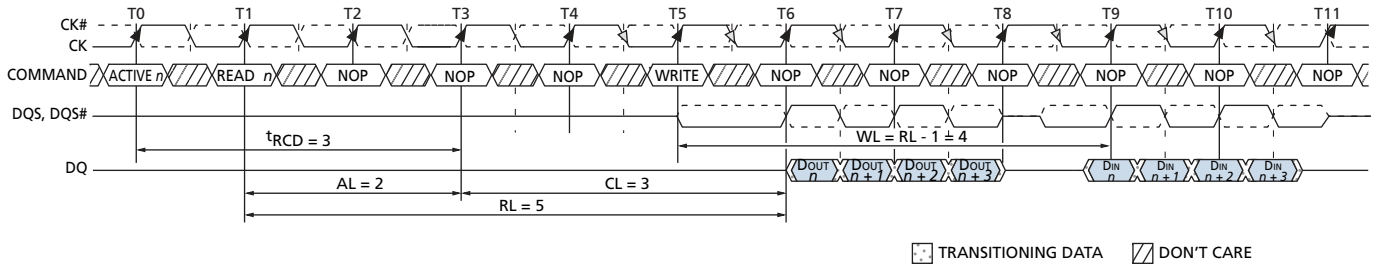 T0 T1 T2 T3 T4 T5 T6 T7 T8 T9 T10 T11
CK#
CK
COMMAND ACTIVE n READ n NOP NOP NOP WRITE NOP NOP NOP NOP NOP NOP
DQS, DQS#
tRCD = 3 WL = RL - 1 = 4
DQ DOUT n DOUT n + 1 DOUT n + 2 DOUT n + 3 DIN n DIN n + 1 DIN n + 2 DIN n + 3
AL = 2 CL = 3
RL = 5
TRANSITIONING DATA DON'T CARE